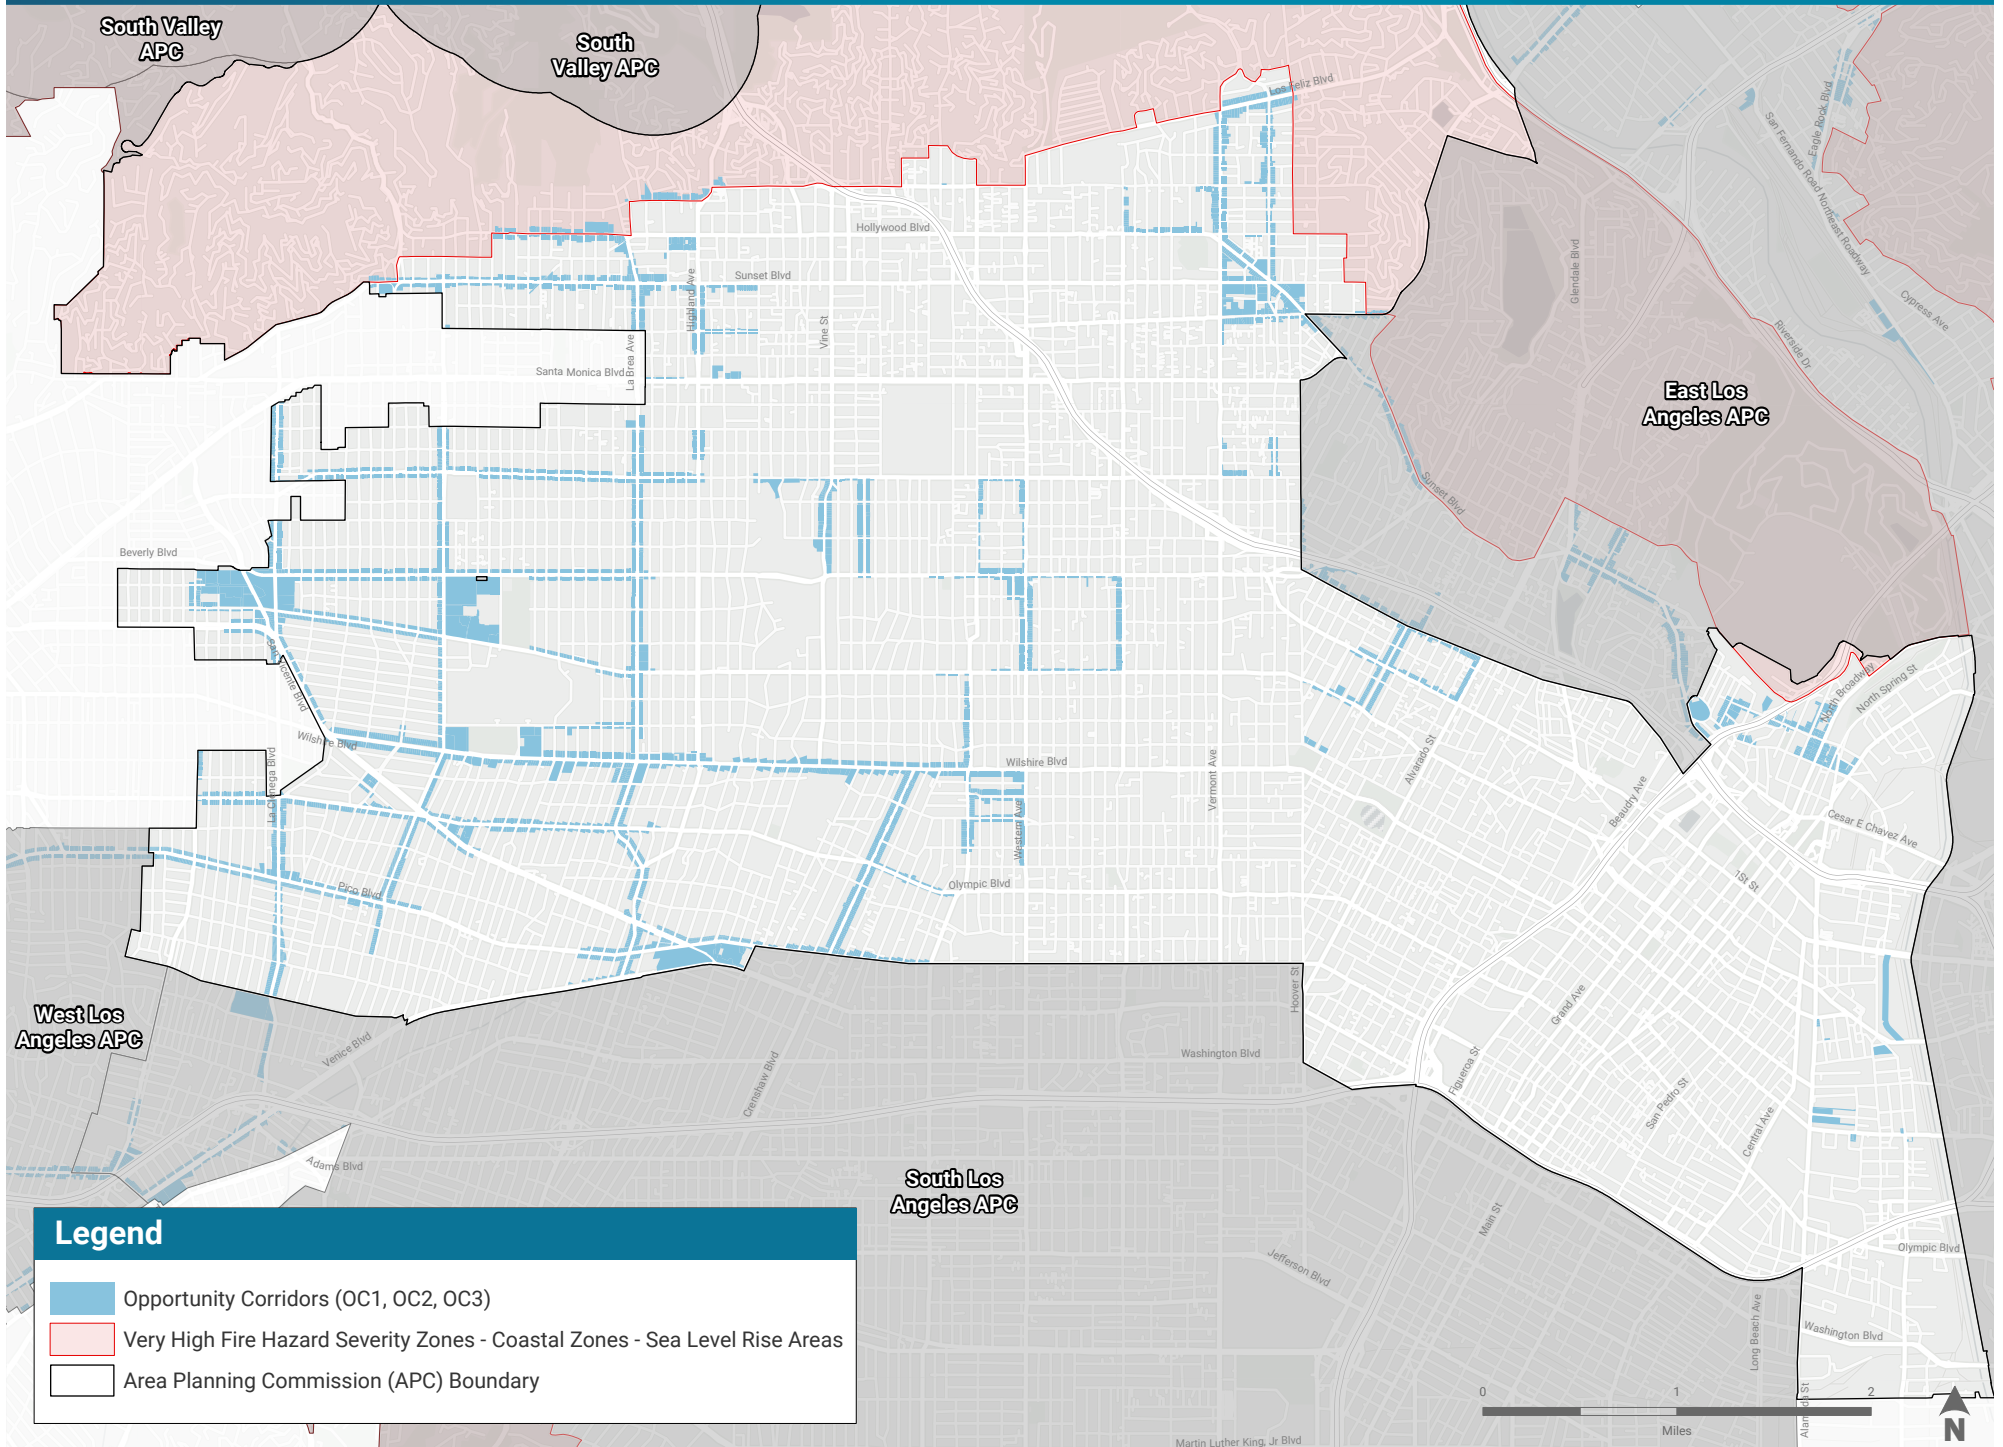 South Valley
APC
South
Valley APC
Los Feliz Blvd
Eagle Rock Blvd
San Fernando Road Northeast Roadway
Hollywood Blvd
Sunset Blvd
Highland Ave
Vine St
La Brea Ave
Santa Monica Blvd
Glendale Blvd
Riverside Dr
Cypress Ave
East Los
Angeles APC
Sunset Blvd
Beverly Blvd
San Vicente Blvd
Wilshire Blvd
La Cienega Blvd
Wilshire Blvd
Vermont Ave
Western Ave
Alvarado St
Beaudry Ave
North Broadway
North Spring St
Cesar E Chavez Ave
1St St
Pico Blvd
Olympic Blvd
Hoover St
Grand Ave
Figueroa St
San Pedro St
Central Ave
West Los
Angeles APC
Venice Blvd
Crenshaw Blvd
Washington Blvd
Adams Blvd
South Los
Angeles APC
Main St
Jefferson Blvd
Olympic Blvd
Long Beach Ave
Washington Blvd
Alameda St
Martin Luther King, Jr Blvd
Legend
Opportunity Corridors (OC1, OC2, OC3)
Very High Fire Hazard Severity Zones - Coastal Zones - Sea Level Rise Areas
Area Planning Commission (APC) Boundary
0 1 2
Miles
N